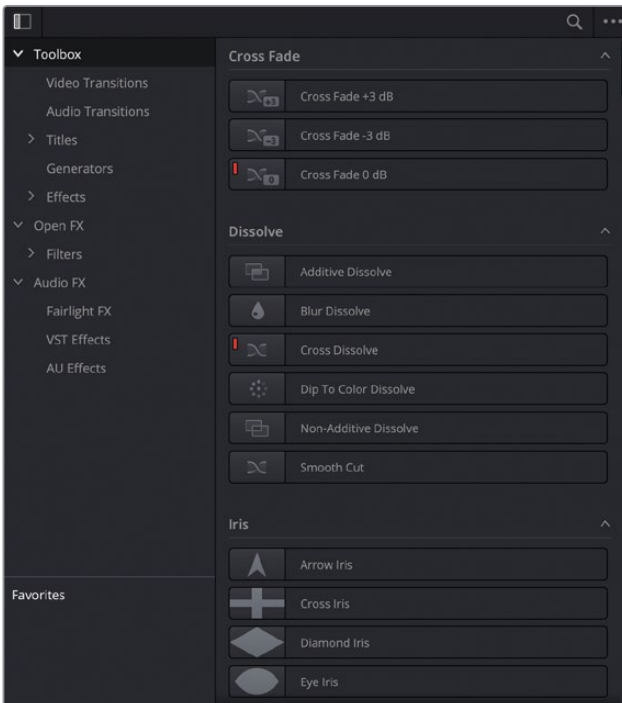 Toolbox
Video Transitions
Audio Transitions
Titles
Generators
Effects
Open FX
Filters
Audio FX
Fairlight FX
VST Effects
AU Effects
Favorites
Cross Fade
+3
Cross Fade +3 dB
-3
Cross Fade -3 dB
0
Cross Fade 0 dB
Dissolve
Additive Dissolve
Blur Dissolve
Cross Dissolve
Dip To Color Dissolve
Non-Additive Dissolve
Smooth Cut
Iris
Arrow Iris
Cross Iris
Diamond Iris
Eye Iris